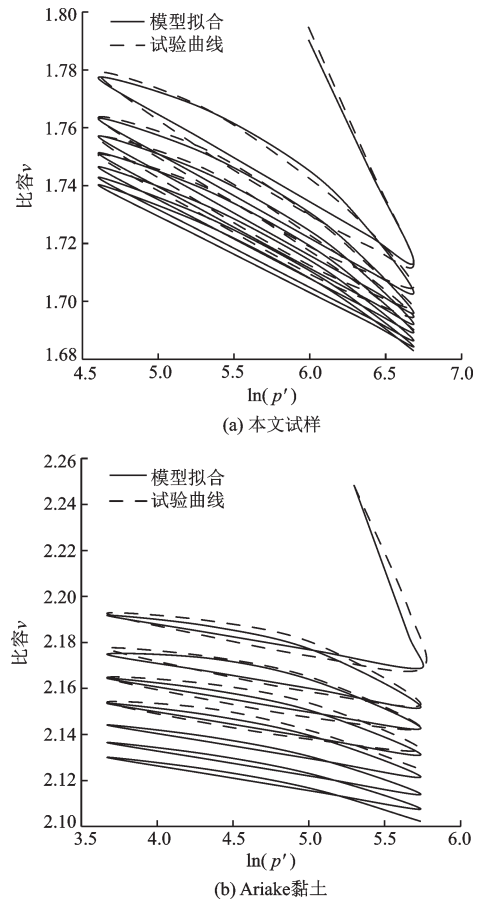 1.80
模型拟合
试验曲线
1.78
1.76
1.74
1.72
1.70
1.68
比容v
4.5 5.0 5.5 6.0 6.5 7.0
ln( p′)
(a) 本文试样
2.26
模型拟合
试验曲线
2.24
2.22
2.20
2.18
2.16
2.14
2.12
2.10
比容v
3.5 4.0 4.5 5.0 5.5 6.0
ln( p′)
(b) Ariake黏土